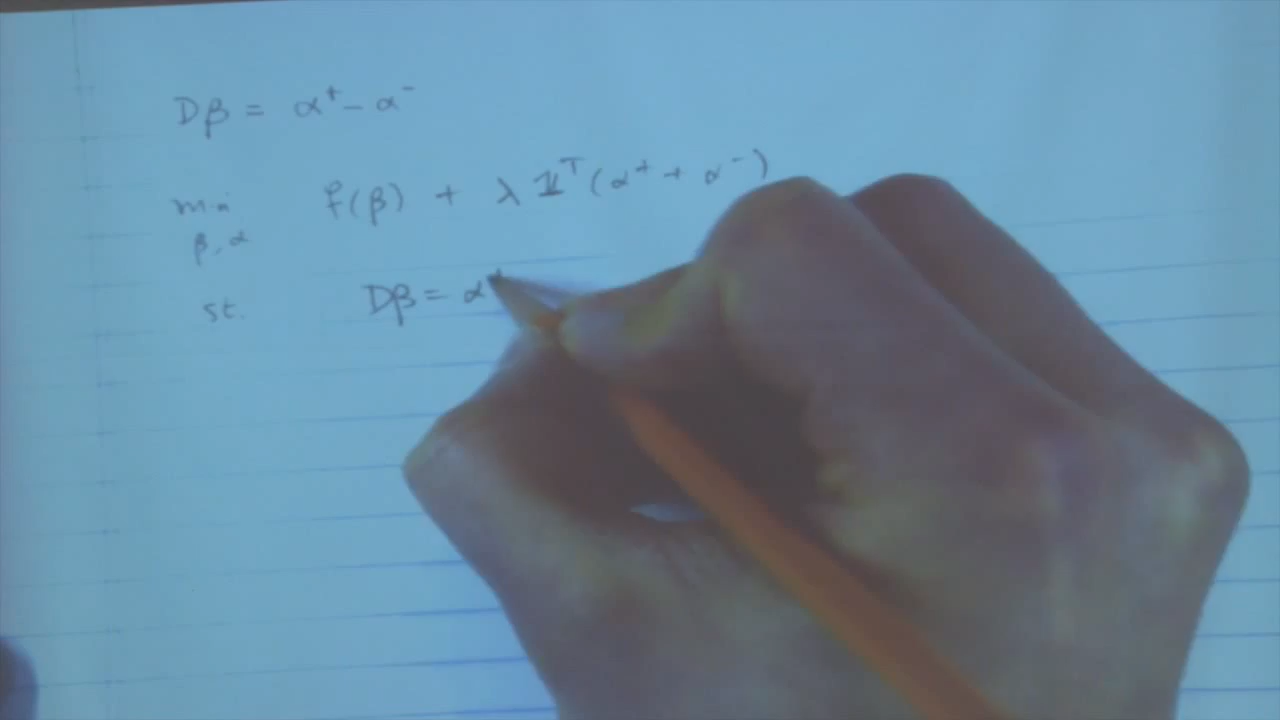 Dβ = α⁺ − α⁻
min f(β) + λ 𝟙ᵀ(α⁺ + α⁻)
β, α
st. Dβ = α⁺